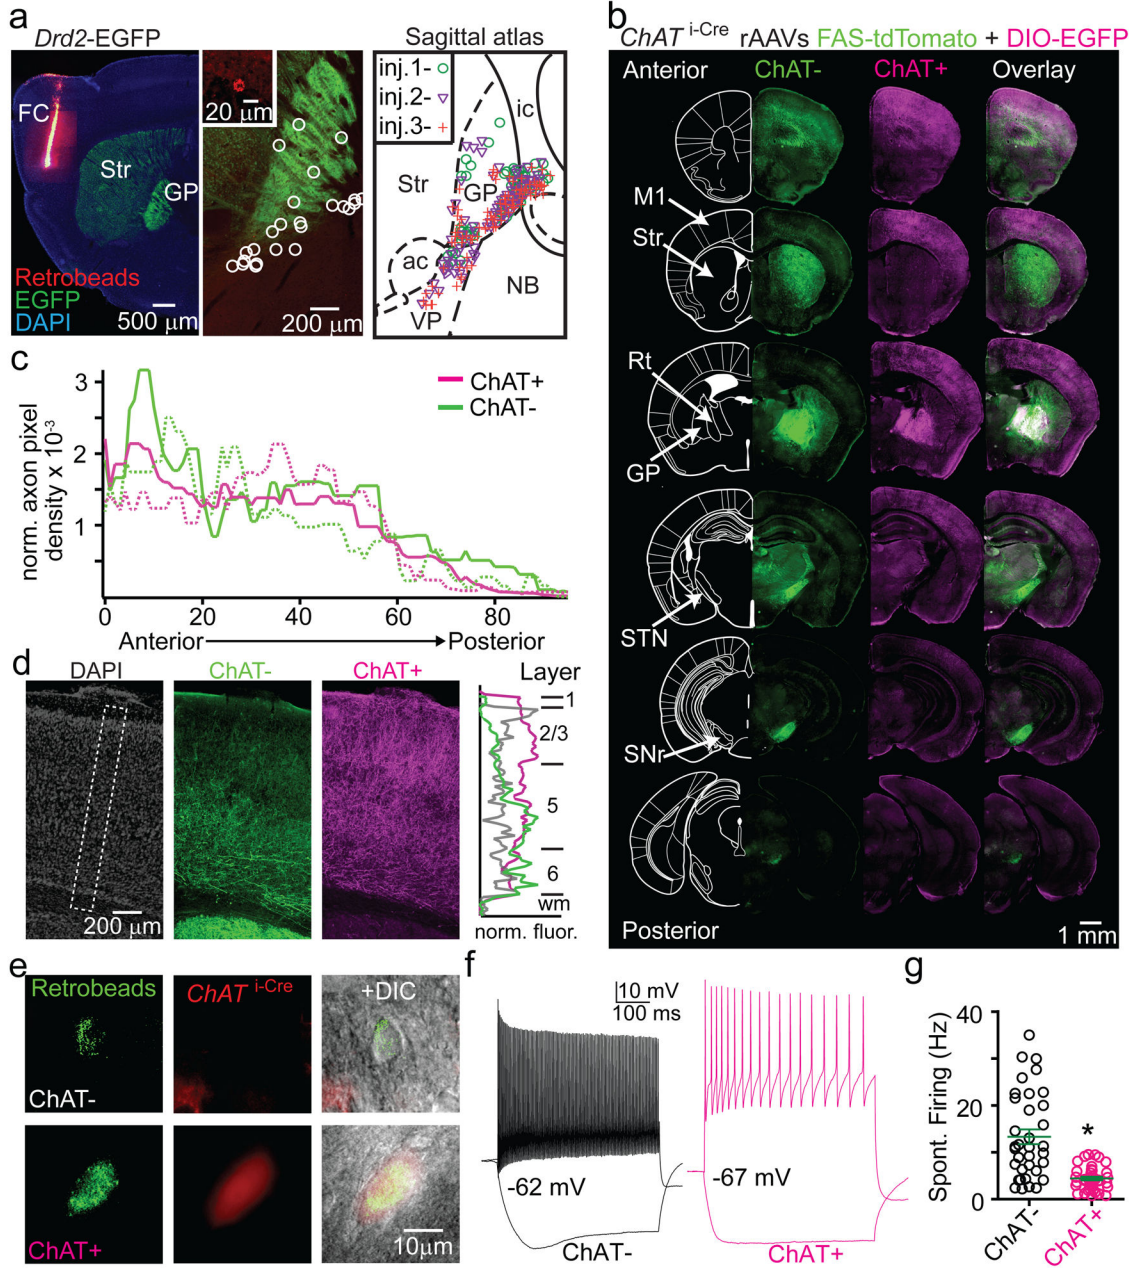 a
Drd2-EGFP
FC
Str
GP
Retrobeads
EGFP
DAPI
500 μm
20 μm
200 μm
Sagittal atlas
inj.1-
inj.2-
inj.3-
ic
Str
GP
ac
NB
VP
b
ChAT i-Cre rAAVs FAS-tdTomato + DIO-EGFP
Anterior ChAT- ChAT+ Overlay
M1
Str
Rt
GP
STN
SNr
Posterior
1 mm
c
norm. axon pixel
density x 10-3
3
2
1
ChAT+
ChAT-
0 20 40 60 80
Anterior Posterior
d
DAPI ChAT- ChAT+ Layer
1
2/3
5
6
wm
200 μm
norm. fluor.
e
Retrobeads ChAT i-Cre +DIC
ChAT-
ChAT+
10μm
f
10 mV
100 ms
-62 mV
-67 mV
ChAT- ChAT+
g
Spont. Firing (Hz)
40
20
0
*
ChAT- ChAT+